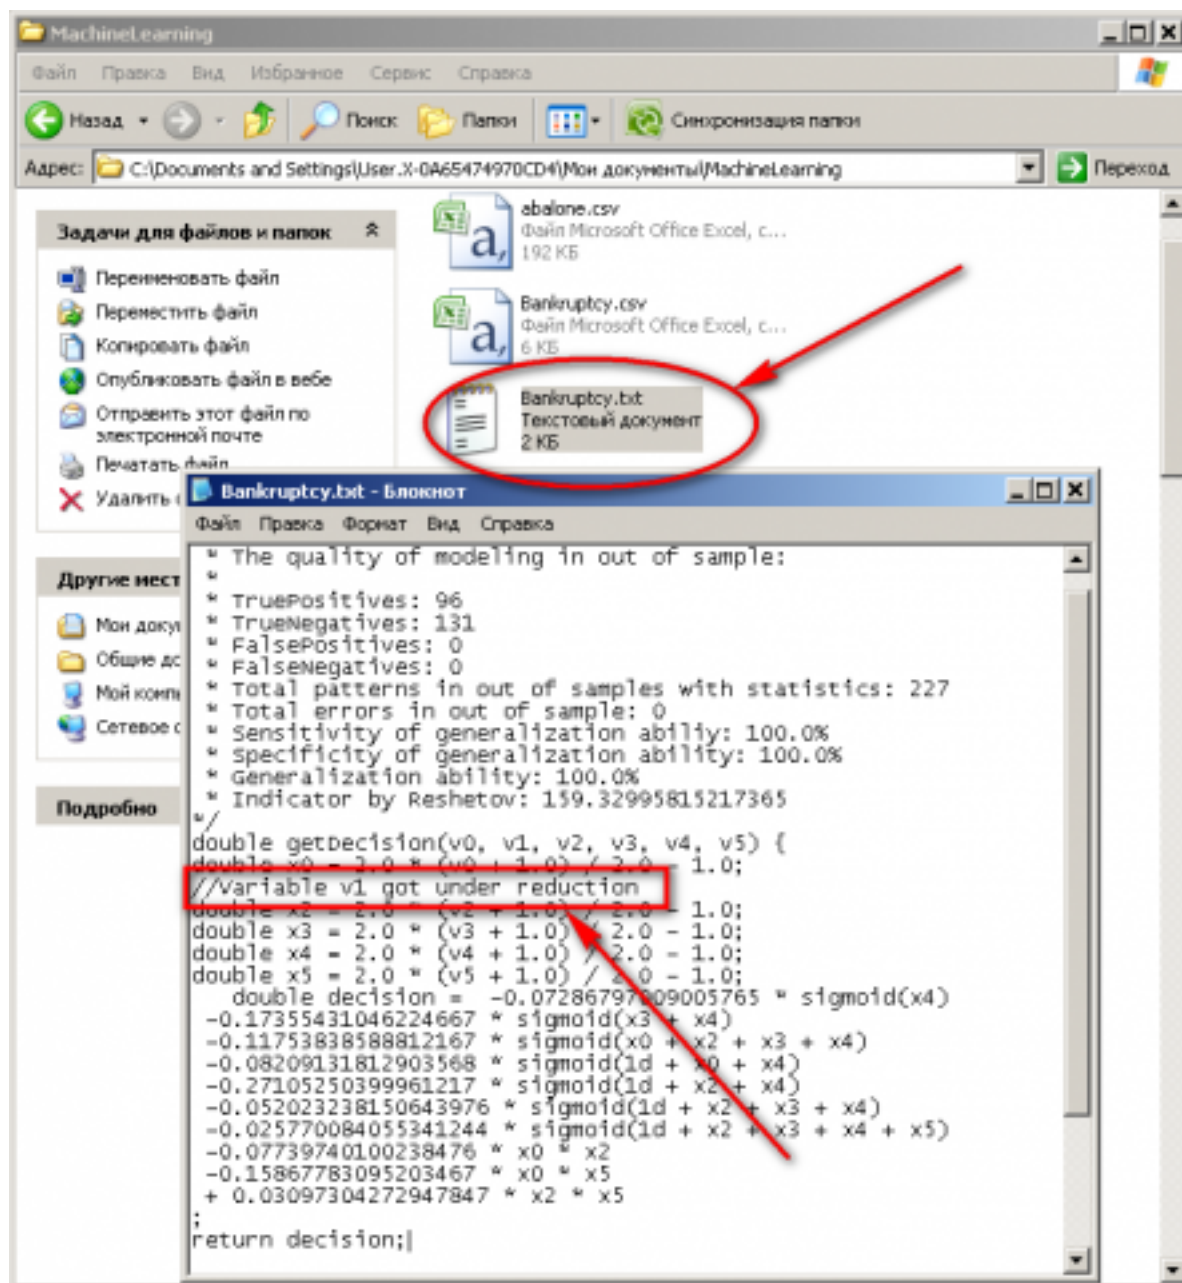 MachineLearning
Файл Правка Вид Избранное Сервис Справка
Назад Поиск Папки Синхронизация папки
Адрес: C:\Documents and Settings\User.X-0A65474970CD4\Мои документы\MachineLearning Переход
Задачи для файлов и папок
Переименовать файл
Переместить файл
Копировать файл
Опубликовать файл в вебе
Отправить этот файл по
электронной почте
Печатать файл
Удалить
Другие мест
Мои доку
Общие до
Мой комп
Сетевое о
Подробно
abalone.csv
Файл Microsoft Office Excel, с...
192 КБ
Bankruptcy.csv
Файл Microsoft Office Excel, с...
6 КБ
Bankruptcy.txt
Текстовый документ
2 КБ
Bankruptcy.txt - Блокнот
Файл Правка Формат Вид Справка
* The quality of modeling in out of sample:
*
* TruePositives: 96
* TrueNegatives: 131
* FalsePositives: 0
* FalseNegatives: 0
* Total patterns in out of samples with statistics: 227
* Total errors in out of sample: 0
* Sensitivity of generalization abiliy: 100.0%
* Specificity of generalization ability: 100.0%
* Generalization ability: 100.0%
* Indicator by Reshetov: 159.32995815217365
*/
double getDecision(v0, v1, v2, v3, v4, v5) {
double x0 = 2.0 * (v0 + 1.0) / 2.0 - 1.0;
//Variable v1 got under reduction
double x2 = 2.0 * (v2 + 1.0) / 2.0 - 1.0;
double x3 = 2.0 * (v3 + 1.0) / 2.0 - 1.0;
double x4 = 2.0 * (v4 + 1.0) / 2.0 - 1.0;
double x5 = 2.0 * (v5 + 1.0) / 2.0 - 1.0;
double decision = -0.07286797009005765 * sigmoid(x4)
-0.17355431046224667 * sigmoid(x3 + x4)
-0.11753838588812167 * sigmoid(x0 + x2 + x3 + x4)
-0.08209131812903568 * sigmoid(1d + x0 + x4)
-0.27105250399961217 * sigmoid(1d + x2 + x4)
-0.052023238150643976 * sigmoid(1d + x2 + x3 + x4)
-0.025770084055341244 * sigmoid(1d + x2 + x3 + x4 + x5)
-0.07739740100238476 * x0 * x2
-0.15867783095203467 * x0 * x5
+ 0.03097304272947847 * x2 * x5
;
return decision;